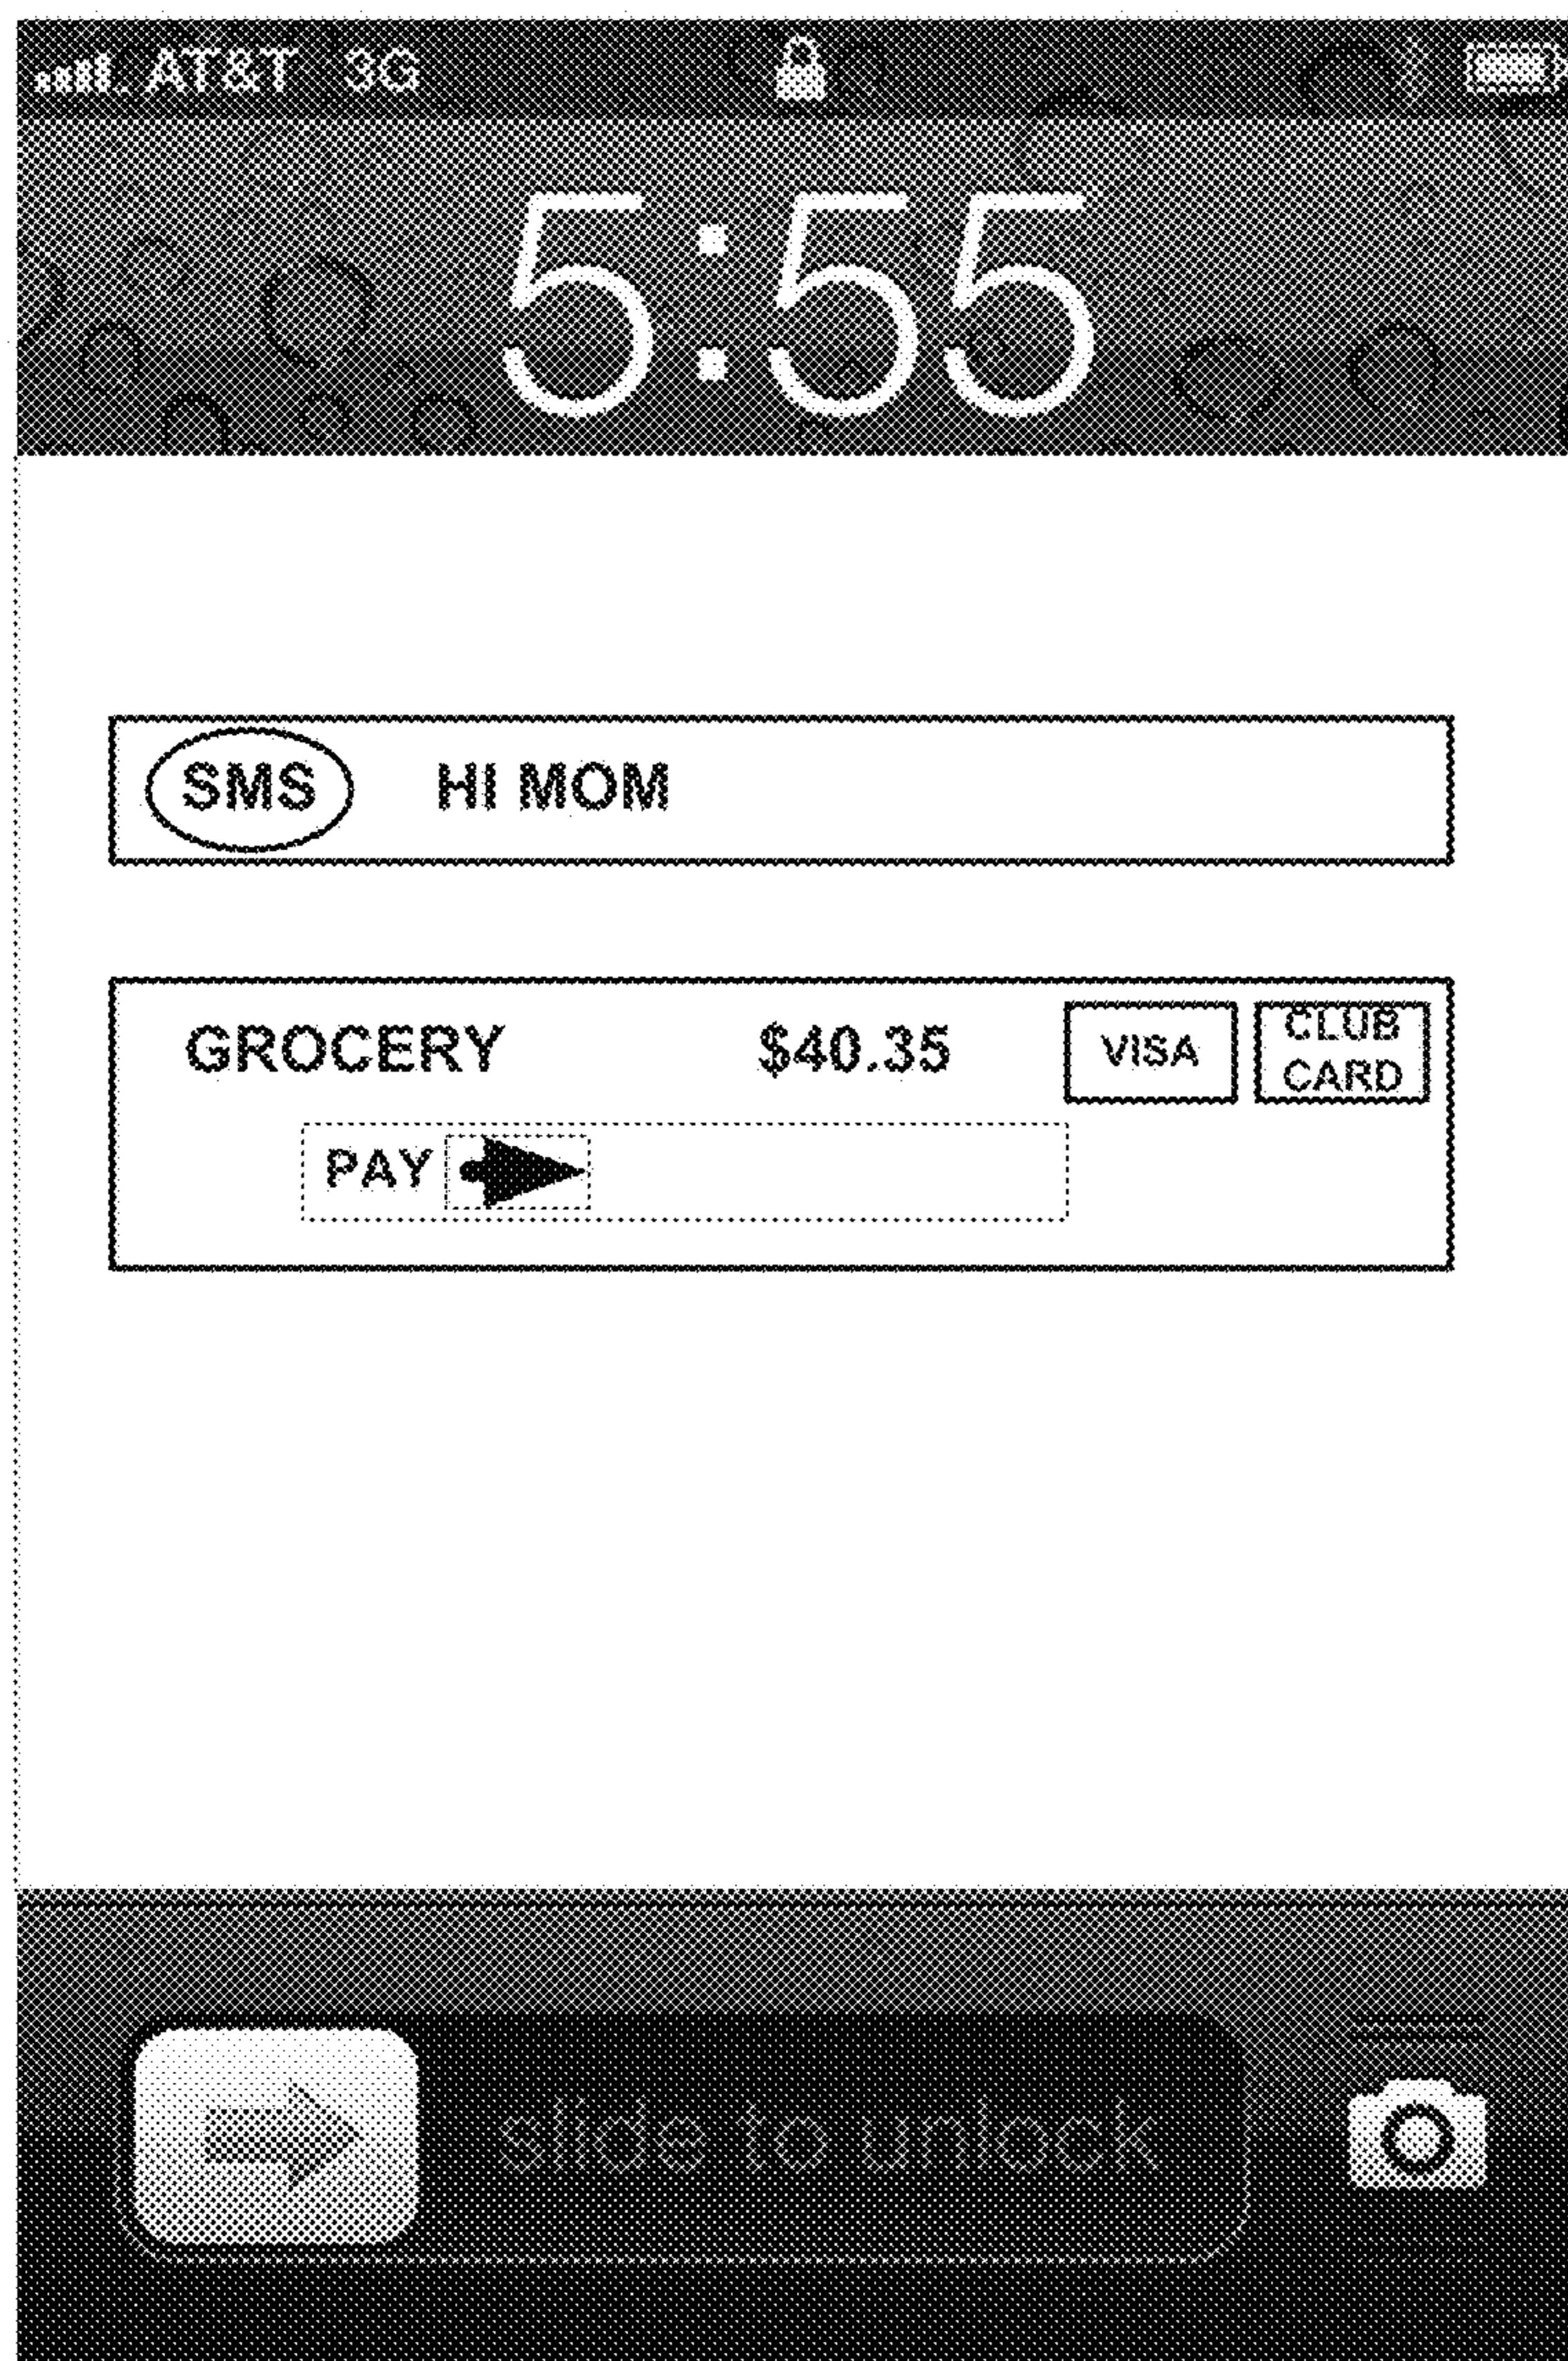 AT&T 3G
5:55
SMS HI MOM
GROCERY $40.35 VISA CLUB CARD
PAY
slide to unlock